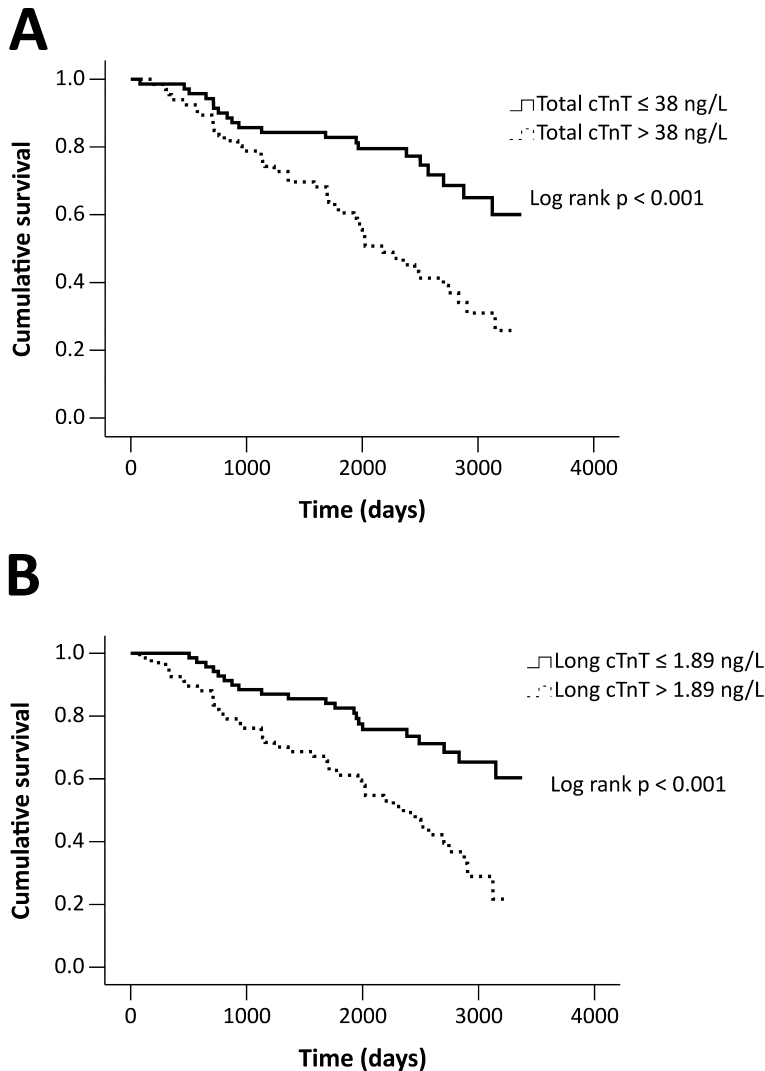 A
1.0
0.8
0.6
0.4
0.2
0.0
Cumulative survival
Total cTnT ≤ 38 ng/L
Total cTnT > 38 ng/L
Log rank p < 0.001
0 1000 2000 3000 4000
Time (days)
B
1.0
0.8
0.6
0.4
0.2
0.0
Cumulative survival
Long cTnT ≤ 1.89 ng/L
Long cTnT > 1.89 ng/L
Log rank p < 0.001
0 1000 2000 3000 4000
Time (days)